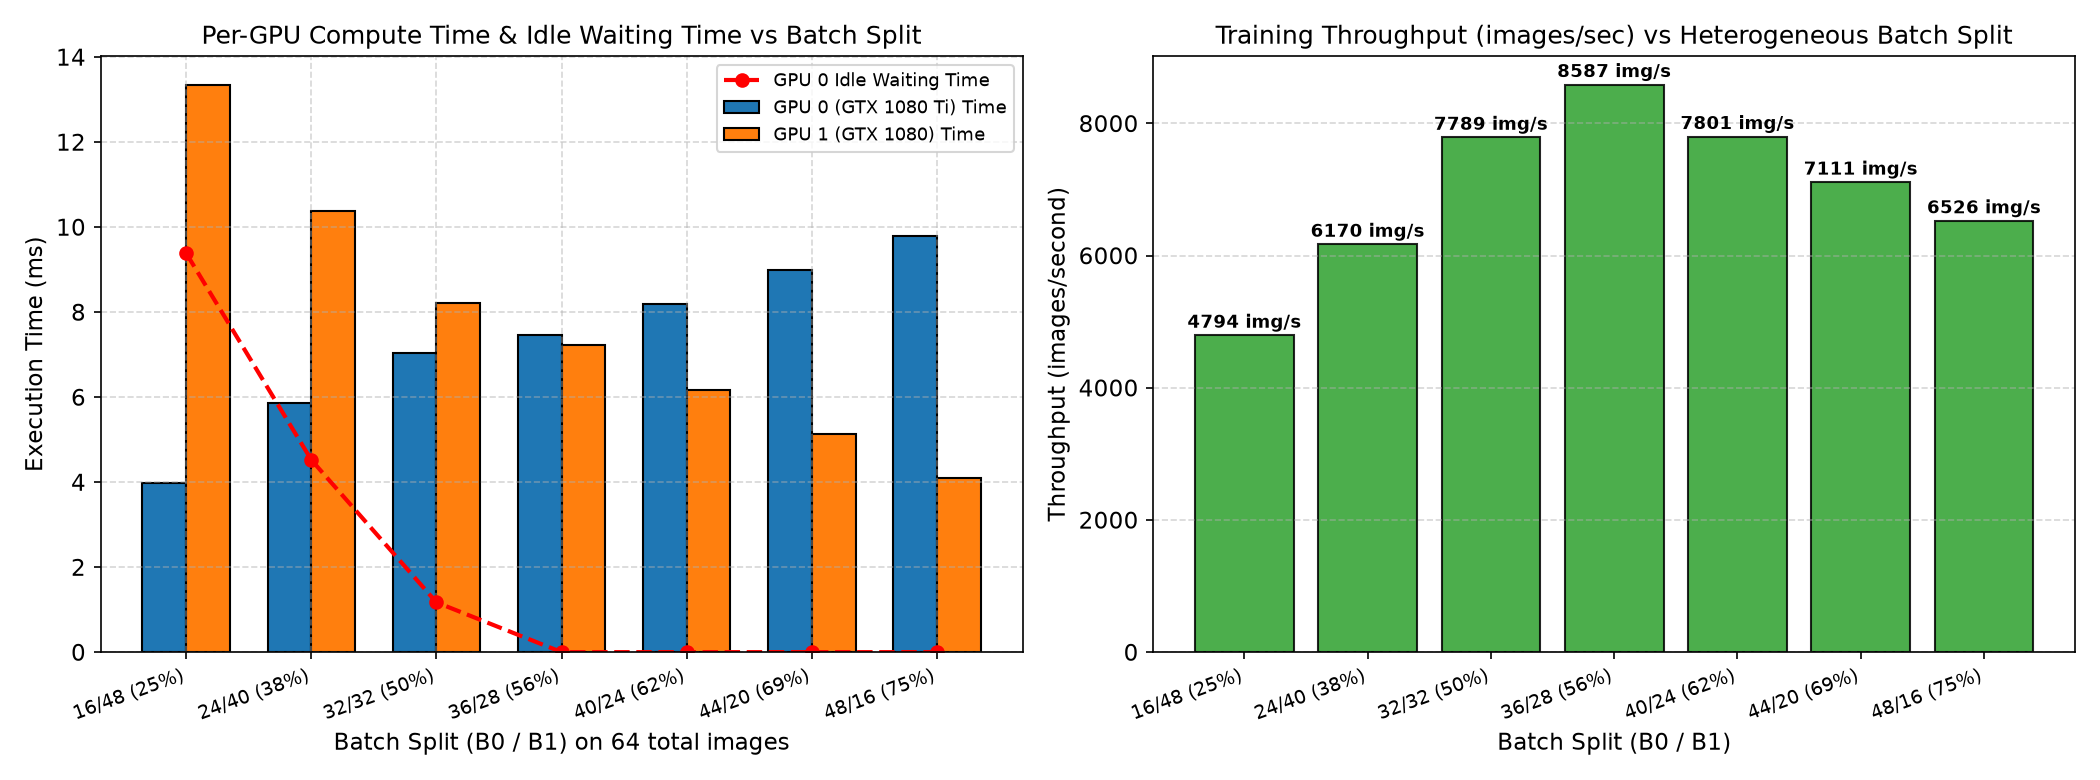 Per-GPU Compute Time & Idle Waiting Time vs Batch Split
14
12
10
8
6
4
2
0
Execution Time (ms)
GPU 0 Idle Waiting Time
GPU 0 (GTX 1080 Ti) Time
GPU 1 (GTX 1080) Time
16/48 (25%)
24/40 (38%)
32/32 (50%)
36/28 (56%)
40/24 (62%)
44/20 (69%)
48/16 (75%)
Batch Split (B0 / B1) on 64 total images
Training Throughput (images/sec) vs Heterogeneous Batch Split
8000
6000
4000
2000
0
Throughput (images/second)
4794 img/s
6170 img/s
7789 img/s
8587 img/s
7801 img/s
7111 img/s
6526 img/s
16/48 (25%)
24/40 (38%)
32/32 (50%)
36/28 (56%)
40/24 (62%)
44/20 (69%)
48/16 (75%)
Batch Split (B0 / B1)